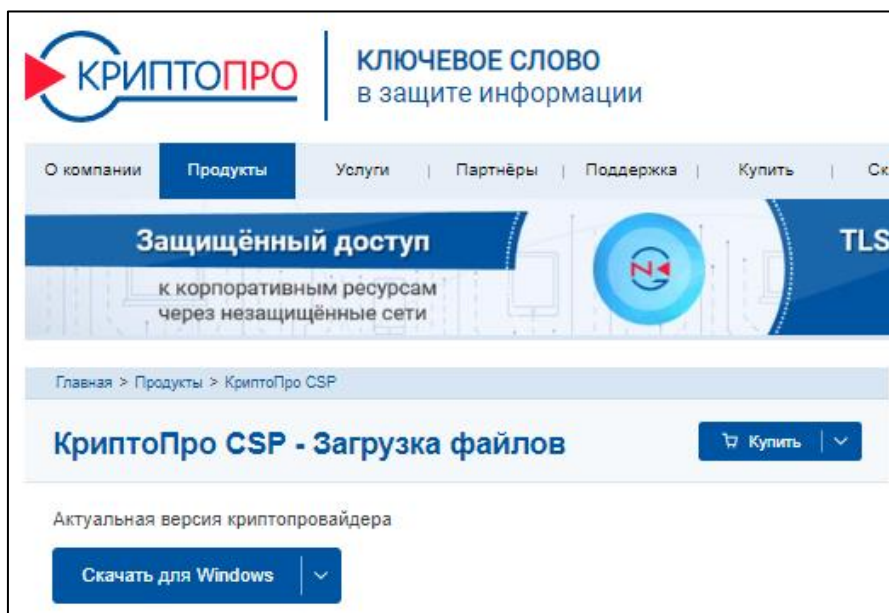 КРИПТОПРО
КЛЮЧЕВОЕ СЛОВО
в защите информации
О компании Продукты Услуги | Партнёры | Поддержка | Купить | Ск
Защищённый доступ
к корпоративным ресурсам
через незащищённые сети
TLS
Главная > Продукты > КриптоПро CSP
КриптоПро CSP - Загрузка файлов
Купить
Актуальная версия криптопровайдера
Скачать для Windows